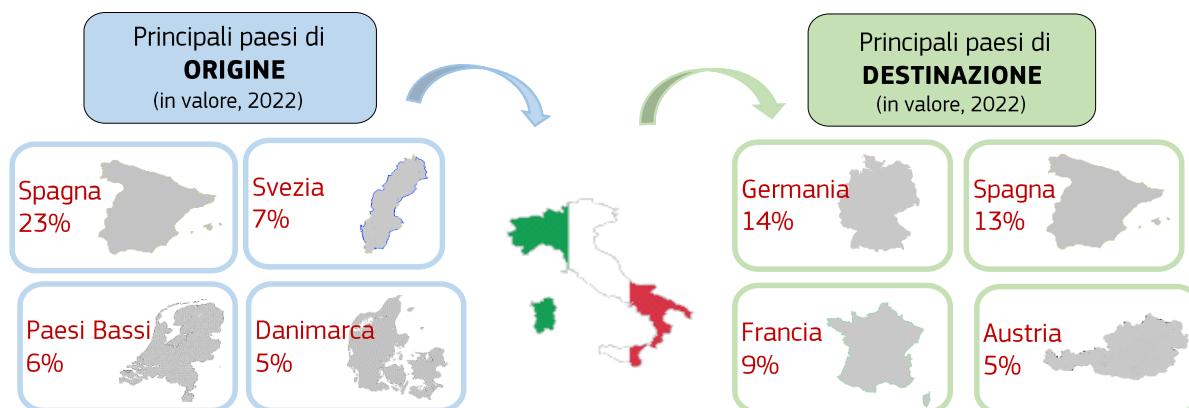 Principali paesi di
ORIGINE
(in valore, 2022)
Principali paesi di
DESTINAZIONE
(in valore, 2022)
Spagna
23%
Svezia
7%
Paesi Bassi
6%
Danimarca
5%
Germania
14%
Spagna
13%
Francia
9%
Austria
5%